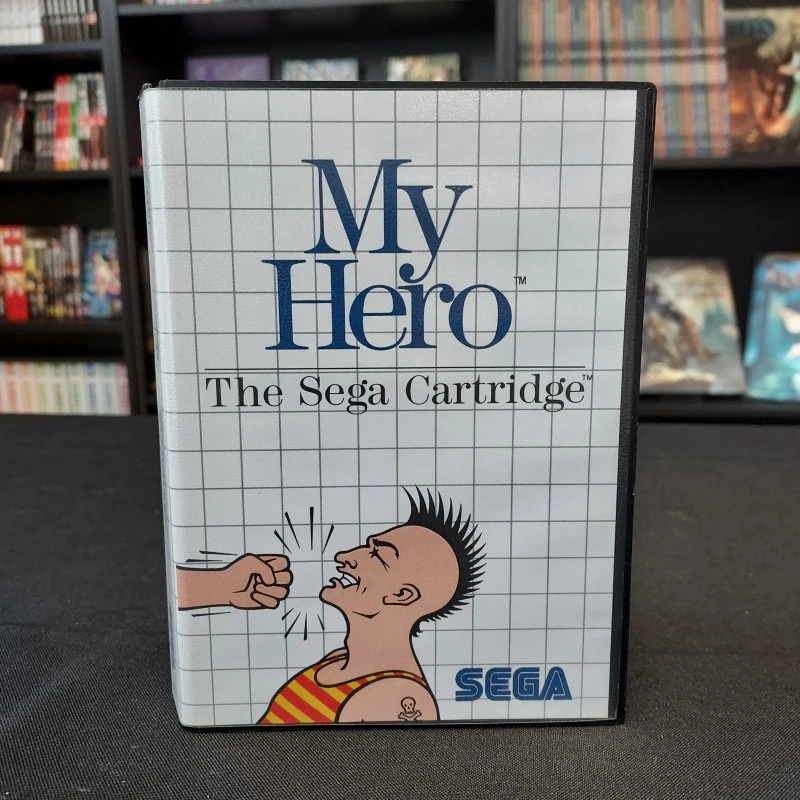 My
Hero™
The Sega Cartridge™
SEGA